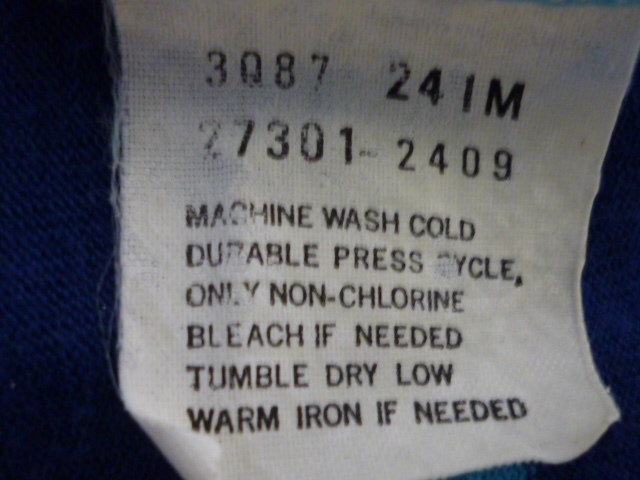 3087 241M
27301-2409
MACHINE WASH COLD
DURABLE PRESS CYCLE,
ONLY NON-CHLORINE
BLEACH IF NEEDED
TUMBLE DRY LOW
WARM IRON IF NEEDED